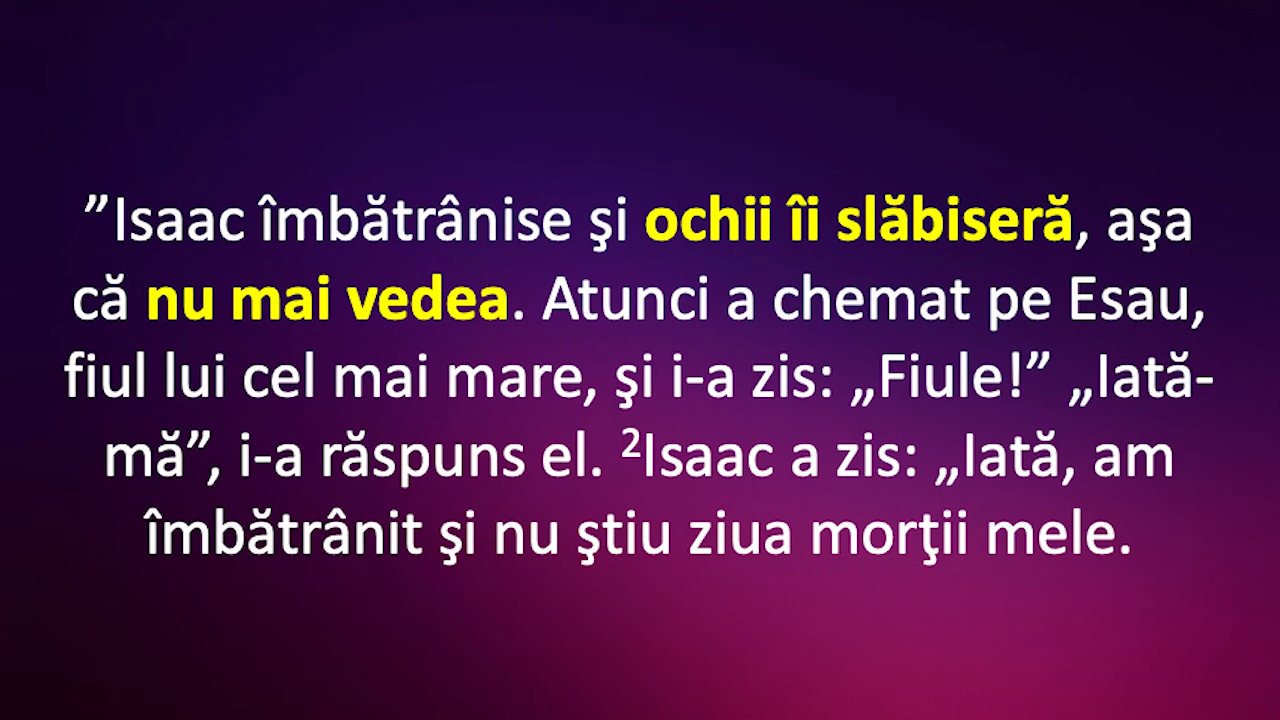 ”Isaac îmbătrânise şi ochii îi slăbiseră, aşa
că nu mai vedea. Atunci a chemat pe Esau,
fiul lui cel mai mare, şi i-a zis: „Fiule!” „Iată-
mă”, i-a răspuns el. ²Isaac a zis: „Iată, am
îmbătrânit şi nu ştiu ziua morţii mele.